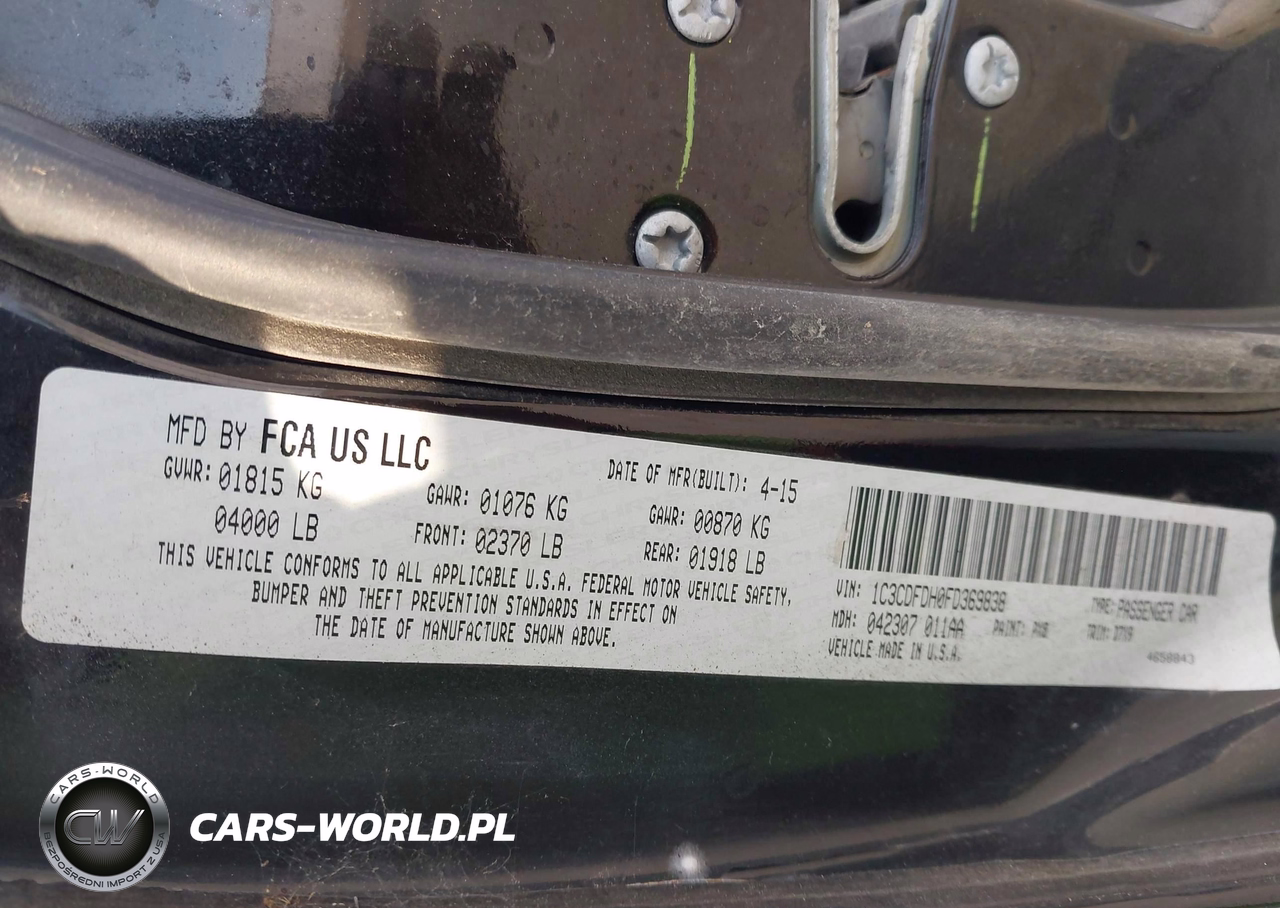 MFD BY FCA US LLC
DATE OF MFR(BUILT): 4-15
GVWR: 01815 KG
GAWR: 01076 KG
GAWR: 00870 KG
04000 LB
FRONT: 02370 LB
REAR: 01918 LB
THIS VEHICLE CONFORMS TO ALL APPLICABLE U.S.A. FEDERAL MOTOR VEHICLE SAFETY,
BUMPER AND THEFT PREVENTION STANDARDS IN EFFECT ON
THE DATE OF MANUFACTURE SHOWN ABOVE.
VIN: 1C3CDFDH0FD369838
TYPE: PASSENGER CAR
MDH: 042307 011AA
PAINT:
TRIM:
VEHICLE MADE IN U.S.A.
4658843
CARS-WORLD
CW
BEZPOŚREDNI IMPORT Z USA
CARS-WORLD.PL